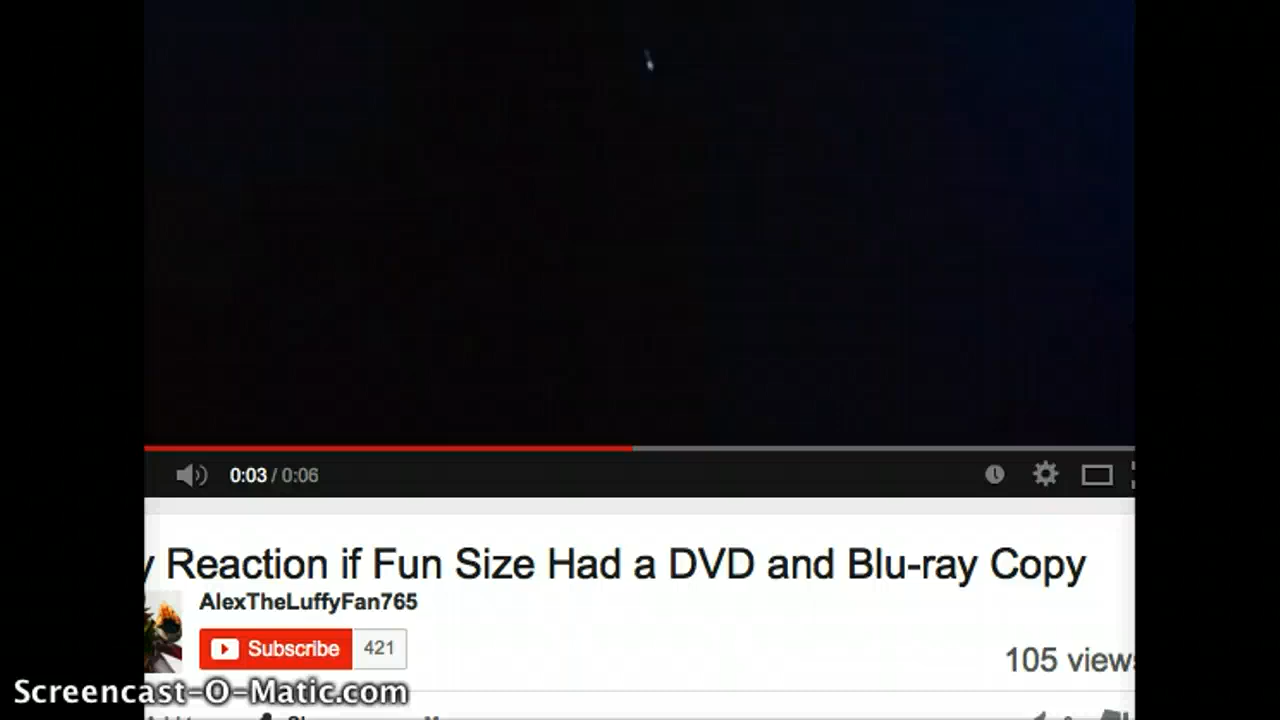 0:03 / 0:06
Reaction if Fun Size Had a DVD and Blu-ray Copy
AlexTheLuffyFan765
Subscribe 421
105 views
Screencast-O-Matic.com